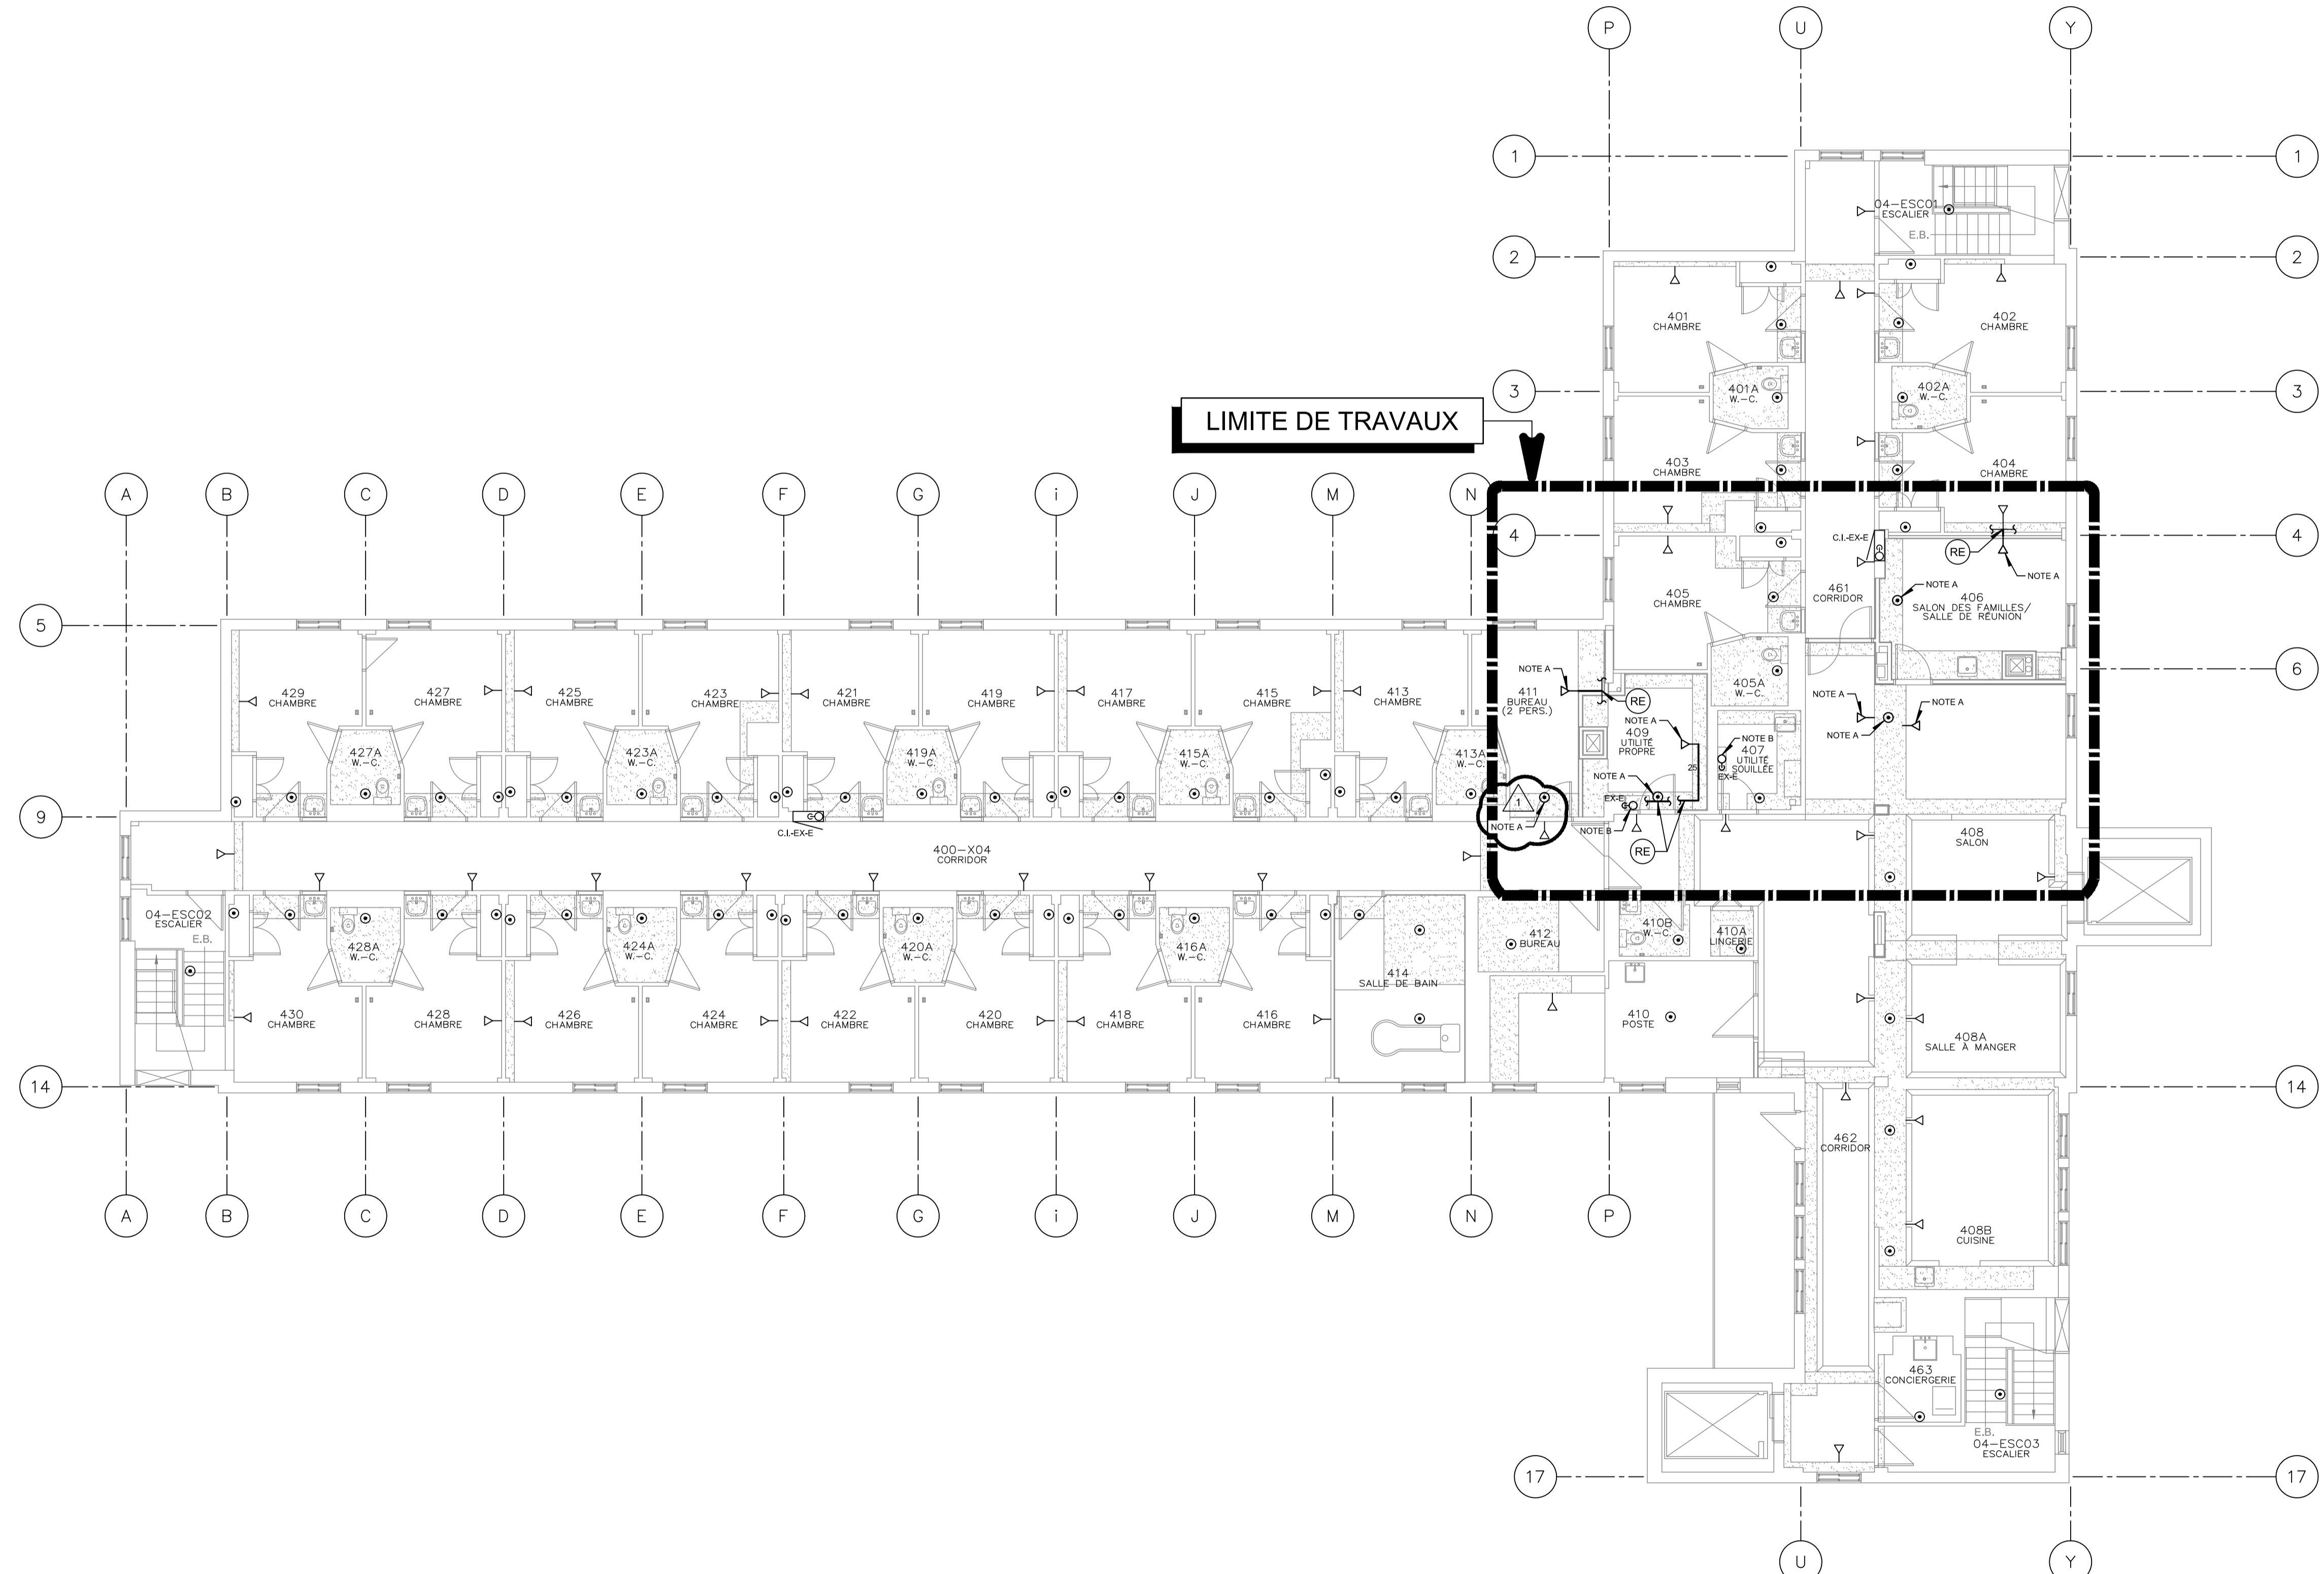 P
U
Y
1
1
04-ESC01
ESCALIER
E.B.
2
2
401
CHAMBRE
402
CHAMBRE
3
401A
W.-C.
402A
W.-C.
3
LIMITE DE TRAVAUX
403
CHAMBRE
404
CHAMBRE
A
B
C
D
E
F
G
i
J
M
N
4
C.I.-EX-E
RE
4
NOTE A
NOTE A
405
CHAMBRE
461
CORRIDOR
406
SALON DES FAMILLES/
SALLE DE RÉUNION
5
6
429
CHAMBRE
427
CHAMBRE
425
CHAMBRE
423
CHAMBRE
421
CHAMBRE
419
CHAMBRE
417
CHAMBRE
415
CHAMBRE
413
CHAMBRE
NOTE A
411
BUREAU
(2 PERS.)
RE
405A
W.-C.
NOTE A
409
UTILITÉ
PROPRE
NOTE A
NOTE A
NOTE A
NOTE B
407
UTILITÉ
SOUILLÉE
EX-E
25
427A
W.-C.
423A
W.-C.
419A
W.-C.
415A
W.-C.
413A
W.-C.
NOTE A
EX-E
1
NOTE A
NOTE B
RE
9
C.I.-EX-E
400-X04
CORRIDOR
408
SALON
04-ESC02
ESCALIER
E.B.
428A
W.-C.
424A
W.-C.
420A
W.-C.
416A
W.-C.
412
BUREAU
410B
W.-C.
410A
LINGERIE
414
SALLE DE BAIN
430
CHAMBRE
428
CHAMBRE
426
CHAMBRE
424
CHAMBRE
422
CHAMBRE
420
CHAMBRE
418
CHAMBRE
416
CHAMBRE
410
POSTE
408A
SALLE À MANGER
14
14
462
CORRIDOR
A
B
C
D
E
F
G
i
J
M
N
P
408B
CUISINE
463
CONCIERGERIE
E.B.
04-ESC03
ESCALIER
17
17
U
Y